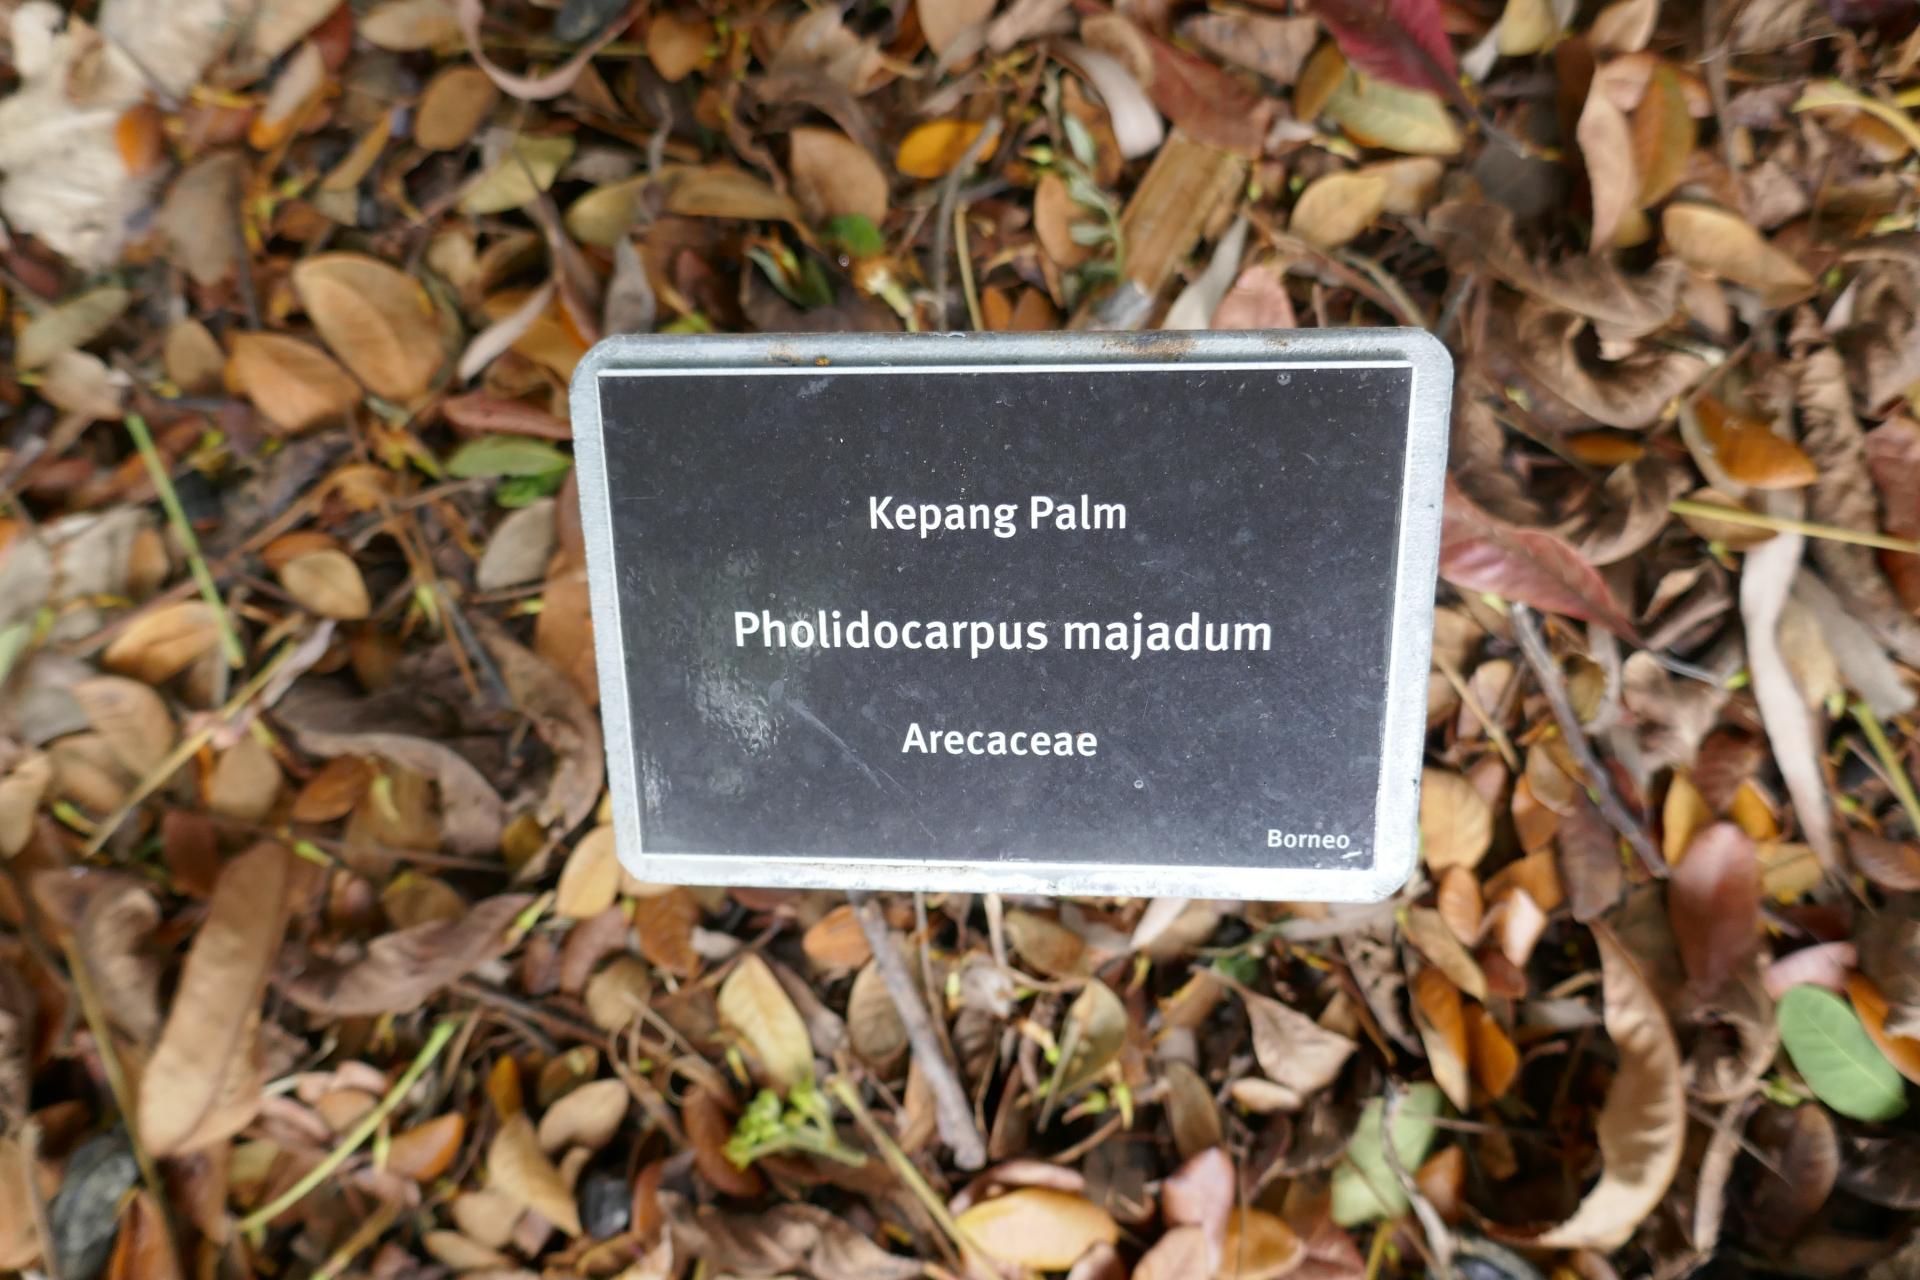 Kepang Palm
Pholidocarpus majadum
Arecaceae
Borneo